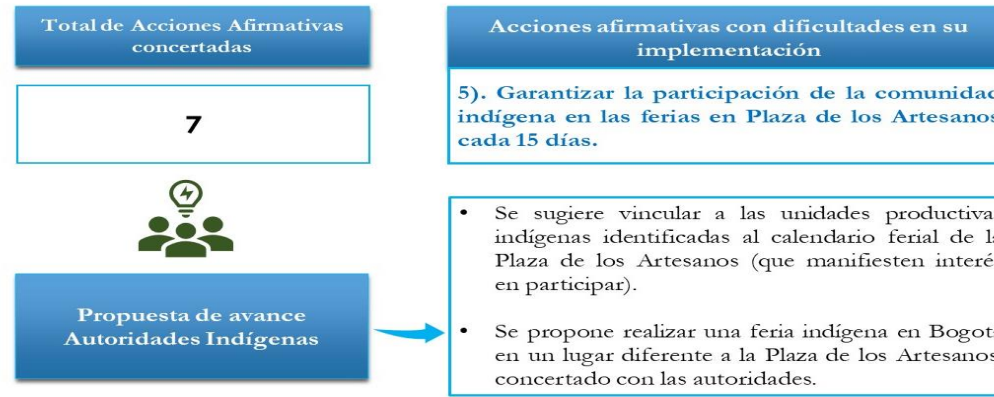 Total de Acciones Afirmativas
concertadas
7
Acciones afirmativas con dificultades en su
implementación
5). Garantizar la participación de la comunidad
indígena en las ferias en Plaza de los Artesanos
cada 15 días.
Propuesta de avance
Autoridades Indígenas
• Se sugiere vincular a las unidades productiva
indígenas identificadas al calendario ferial de l
Plaza de los Artesanos (que manifiesten interé
en participar).
• Se propone realizar una feria indígena en Bogot
en un lugar diferente a la Plaza de los Artesanos
concertado con las autoridades.